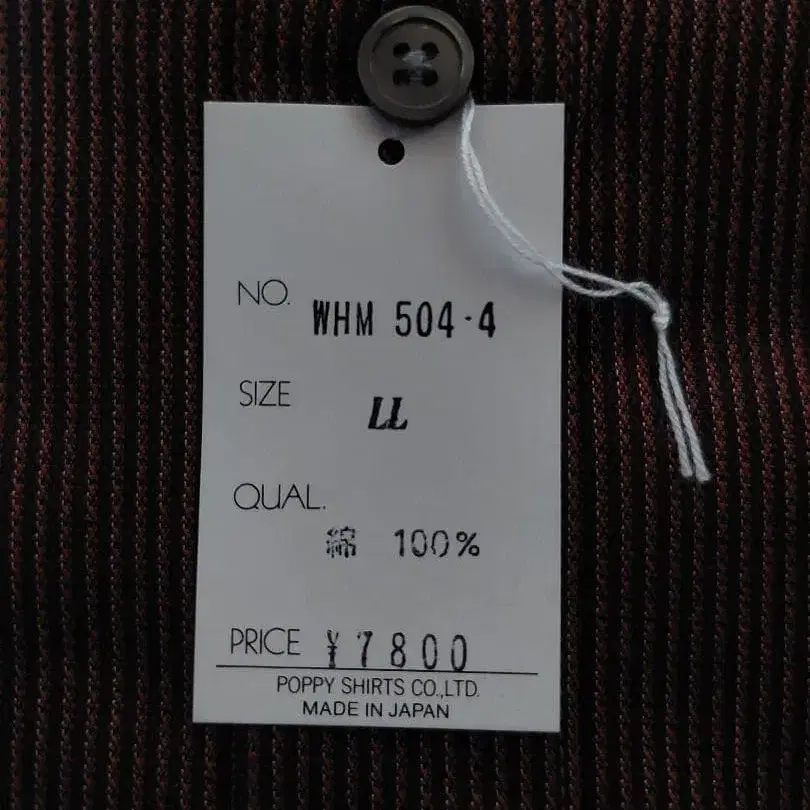 NO. WHM 504-4
SIZE LL
QUAL.
綿 100%
PRICE ¥7800
POPPY SHIRTS CO.,LTD.
MADE IN JAPAN